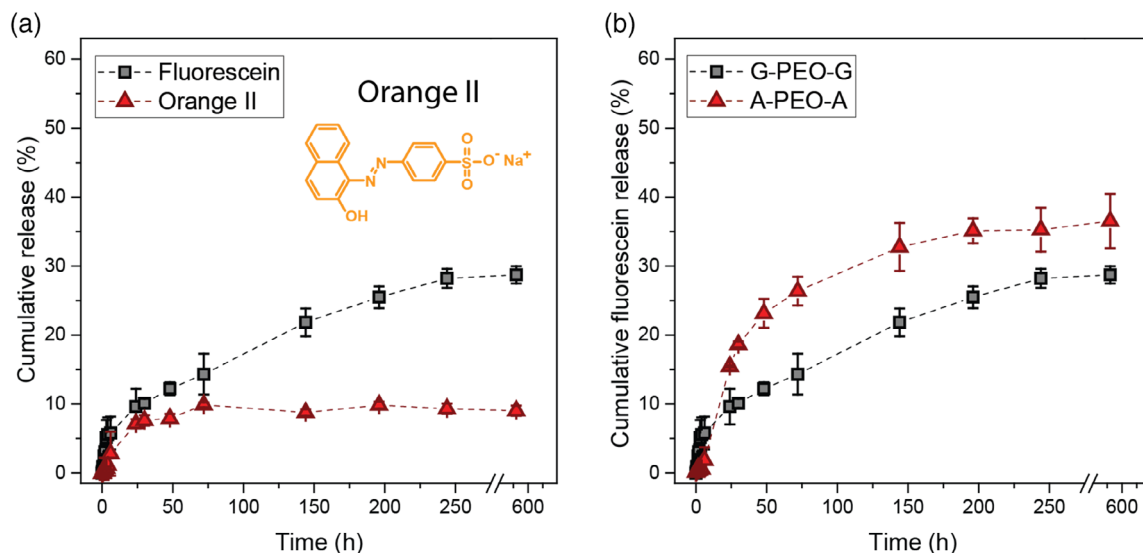 (a)
60
50
40
30
20
10
0
Cumulative release (%)
Fluorescein
Orange II
Orange II
N
N
OH
O
S
O
O⁻ Na⁺
0 50 100 150 200 250 600
Time (h)
(b)
60
50
40
30
20
10
0
Cumulative fluorescein release (%)
G-PEO-G
A-PEO-A
0 50 100 150 200 250 600
Time (h)